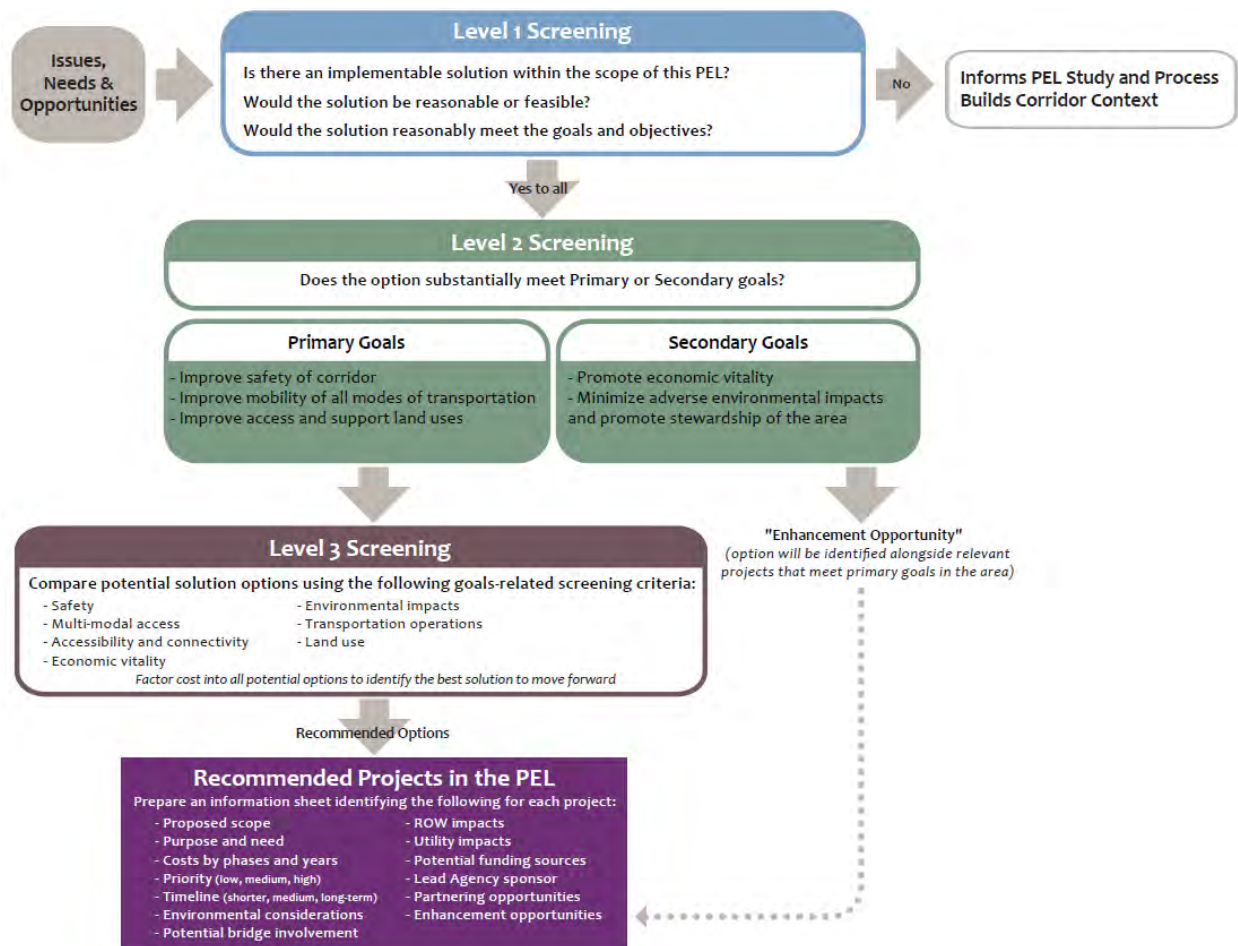 Issues,
Needs &
Opportunities
Level 1 Screening
Is there an implementable solution within the scope of this PEL?
Would the solution be reasonable or feasible?
Would the solution reasonably meet the goals and objectives?
No
Informs PEL Study and Process
Builds Corridor Context
Yes to all
Level 2 Screening
Does the option substantially meet Primary or Secondary goals?
Primary Goals
- Improve safety of corridor
- Improve mobility of all modes of transportation
- Improve access and support land uses
Secondary Goals
- Promote economic vitality
- Minimize adverse environmental impacts
and promote stewardship of the area
"Enhancement Opportunity"
(option will be identified alongside relevant
projects that meet primary goals in the area)
Level 3 Screening
Compare potential solution options using the following goals-related screening criteria:
- Safety
- Multi-modal access
- Accessibility and connectivity
- Economic vitality
- Environmental impacts
- Transportation operations
- Land use
Factor cost into all potential options to identify the best solution to move forward
Recommended Options
Recommended Projects in the PEL
Prepare an information sheet identifying the following for each project:
- Proposed scope
- Purpose and need
- Costs by phases and years
- Priority (low, medium, high)
- Timeline (shorter, medium, long-term)
- Environmental considerations
- Potential bridge involvement
- ROW impacts
- Utility impacts
- Potential funding sources
- Lead Agency sponsor
- Partnering opportunities
- Enhancement opportunities